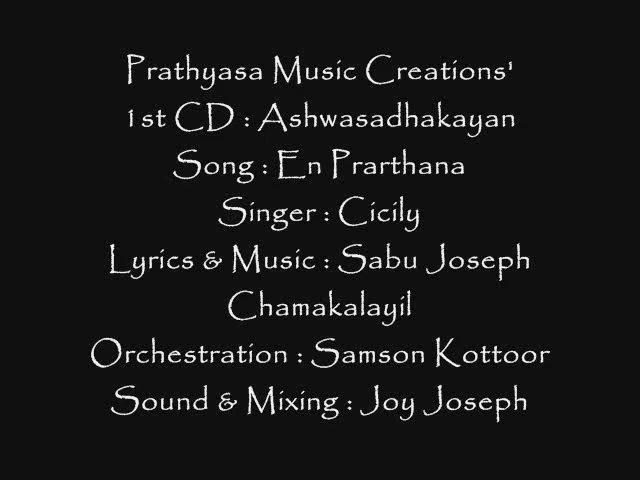 Prathyasa Music Creations'
1st CD : Ashwasadhakayan
Song : En Prarthana
Singer : Cicily
Lyrics & Music : Sabu Joseph
Chamakalayil
Orchestration : Samson Kottoor
Sound & Mixing : Joy Joseph